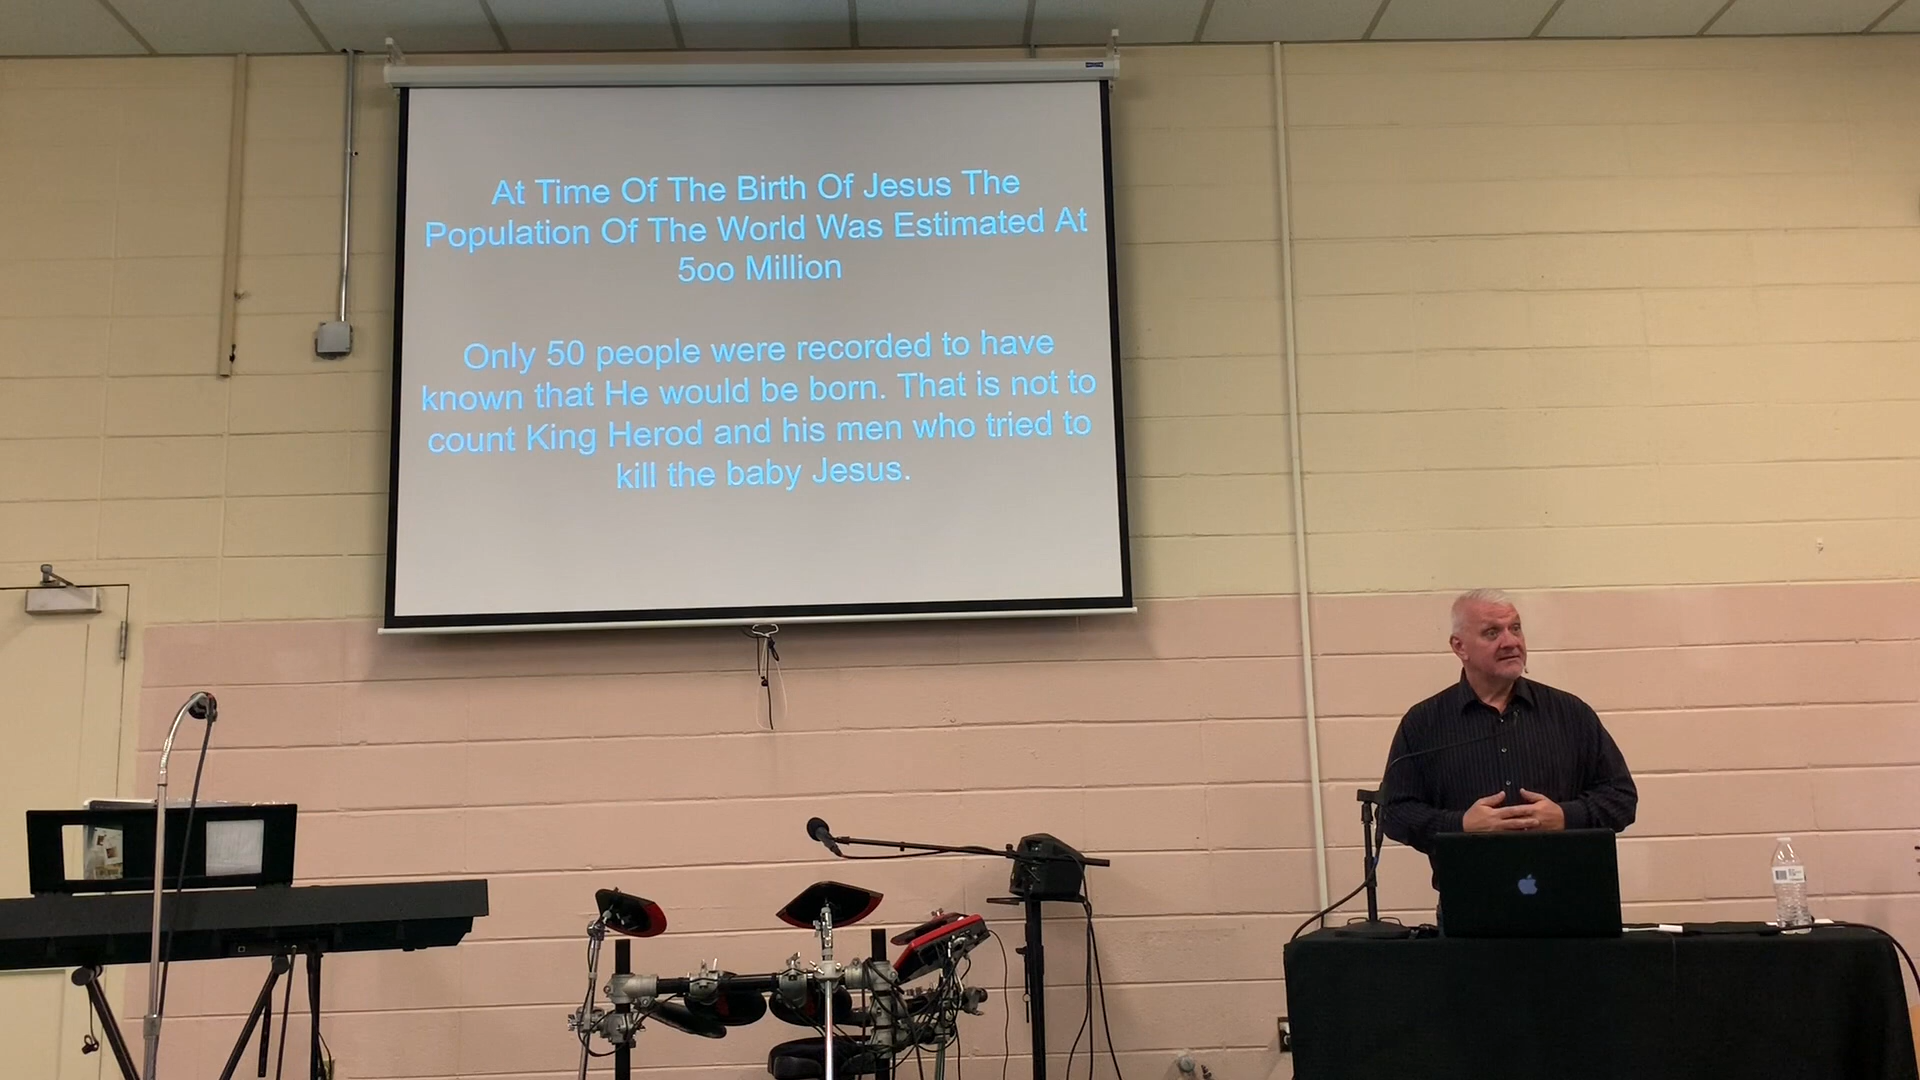 At Time Of The Birth Of Jesus The
Population Of The World Was Estimated At
5oo Million
Only 50 people were recorded to have
known that He would be born. That is not to
count King Herod and his men who tried to
kill the baby Jesus.